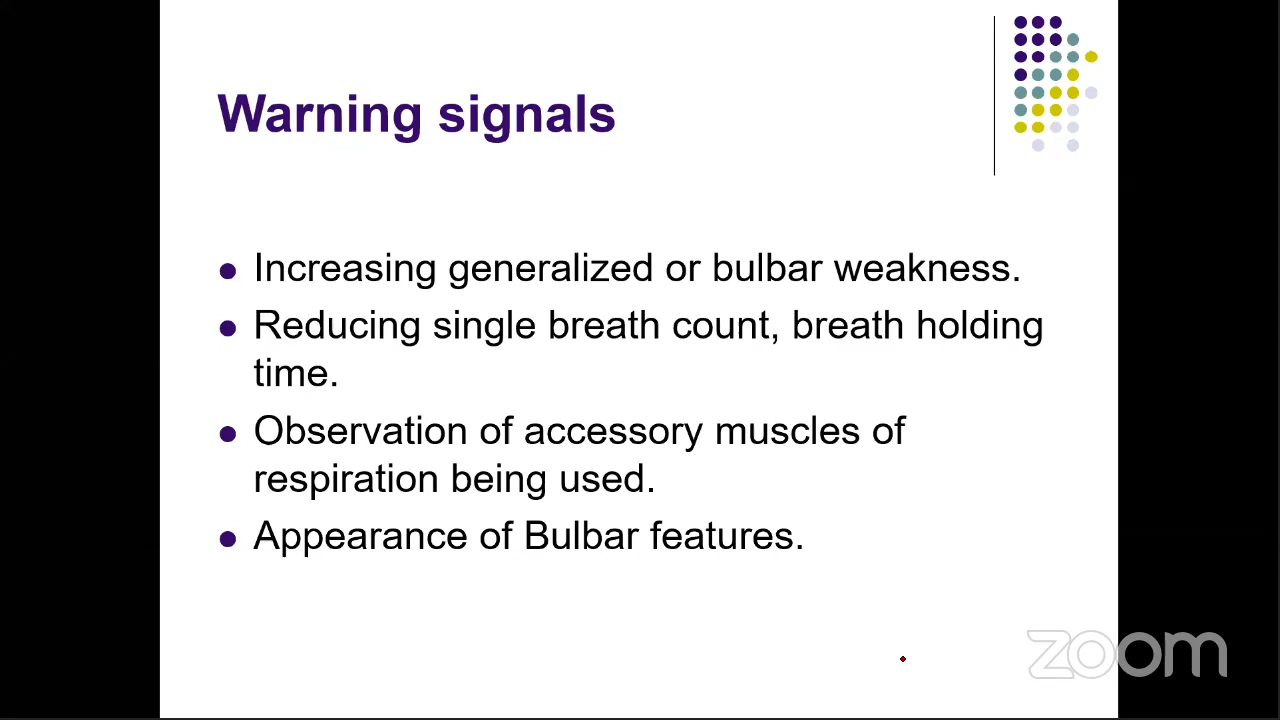 Warning signals
Increasing generalized or bulbar weakness.
Reducing single breath count, breath holding
time.
Observation of accessory muscles of
respiration being used.
Appearance of Bulbar features.
zoom